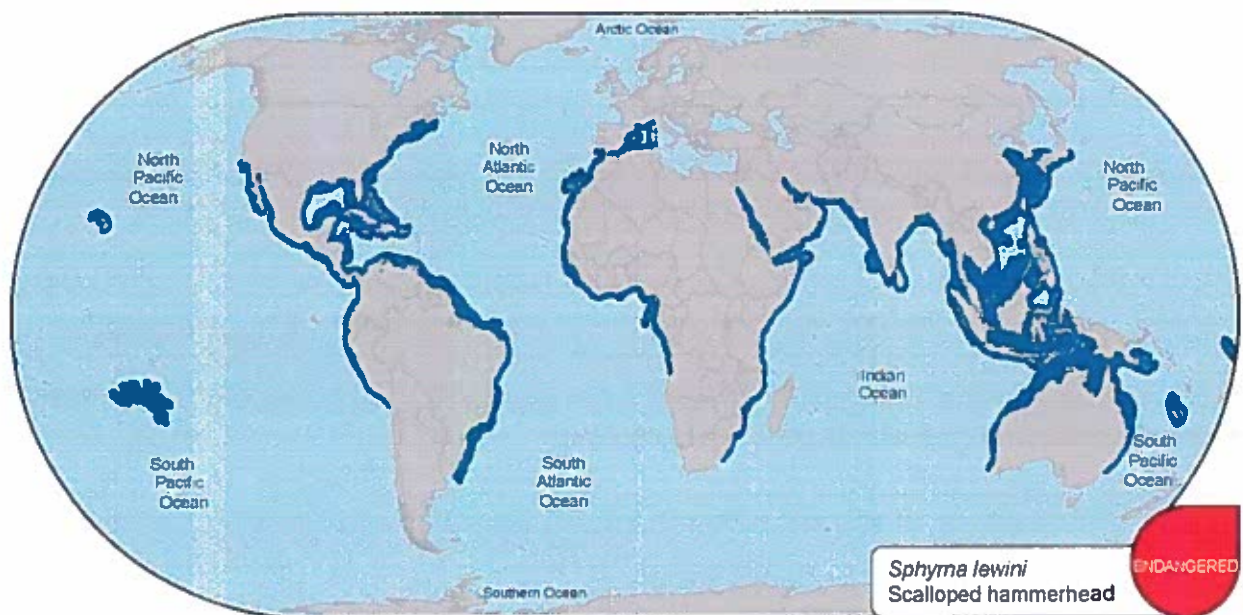 Arctic Ocean
North
Pacific
Ocean
North
Atlantic
Ocean
North
Pacific
Ocean
Indian
Ocean
South
Pacific
Ocean
South
Atlantic
Ocean
South
Pacific
Ocean
Southern Ocean
Sphyrna lewini
Scalloped hammerhead
ENDANGERED